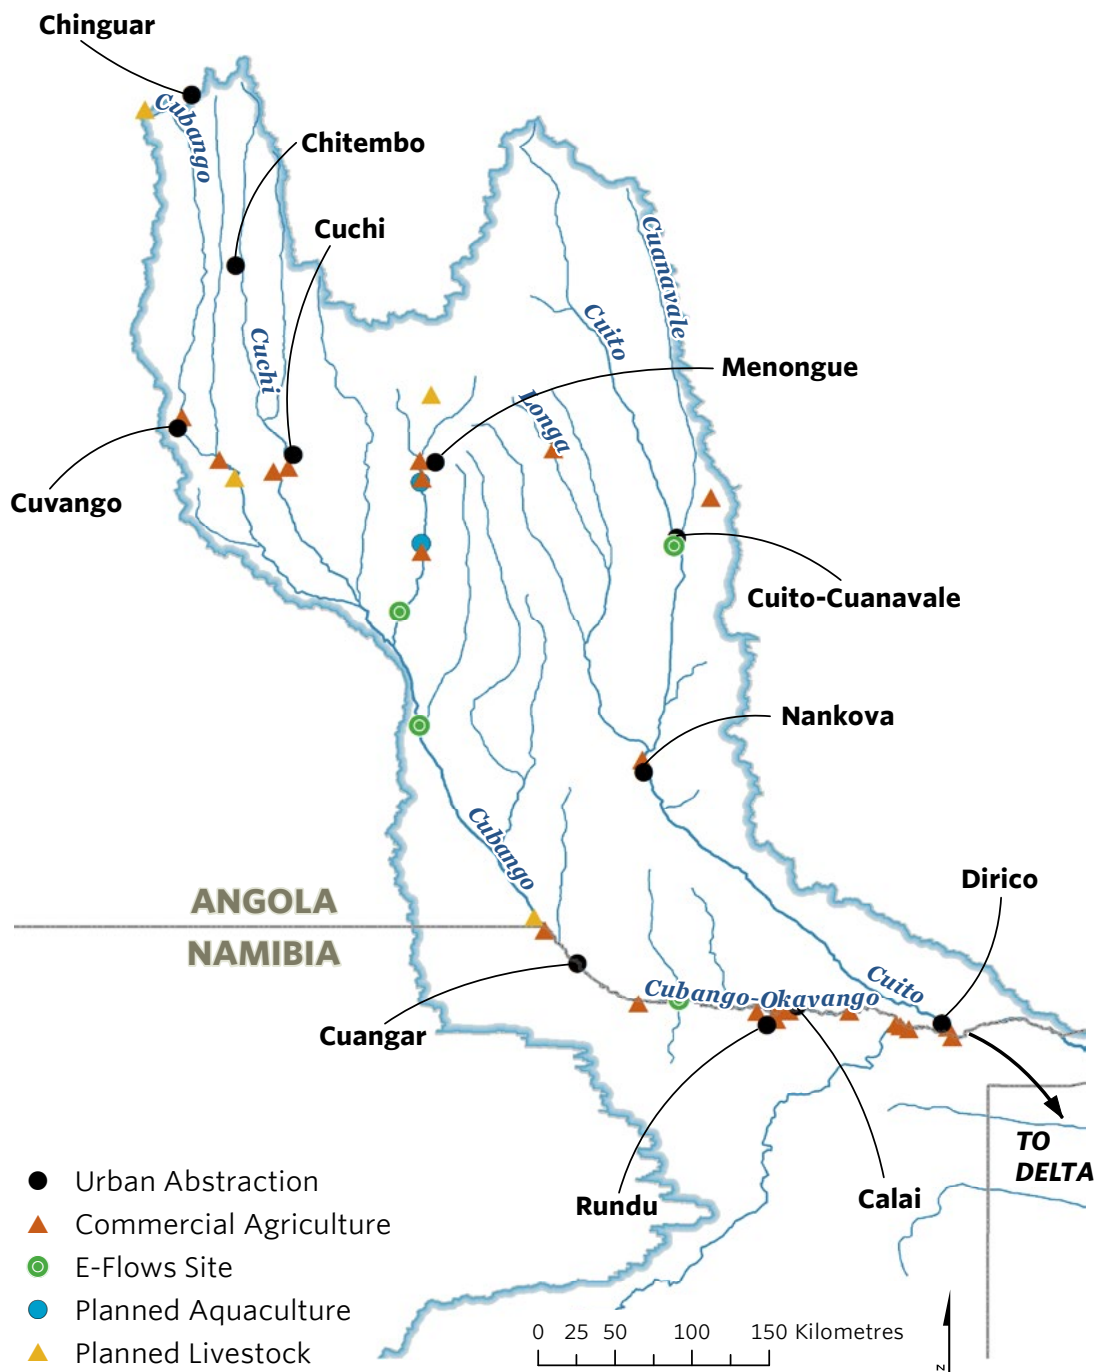 Chinguar
Cubango
Chitembo
Cuchi
Cuanavale
Cuito
Cuchi
Menongue
Longa
Cuvango
Cuito-Cuanavale
Nankova
Cubango
Dirico
ANGOLA
NAMIBIA
Cuito
Cubango-Okavango
Cuangar
TO
DELTA
Rundu
Calai
Urban Abstraction
Commercial Agriculture
E-Flows Site
Planned Aquaculture
Planned Livestock
0 25 50 100 150 Kilometres
N